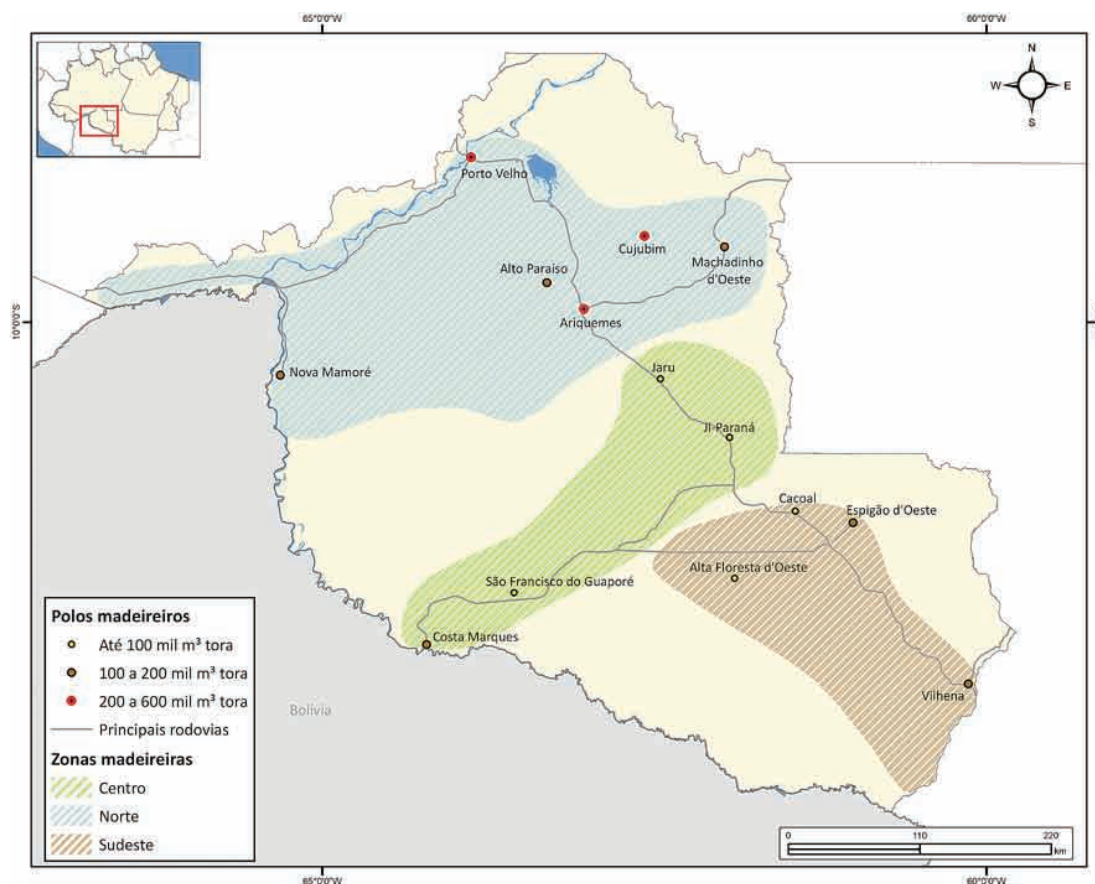 65°0'0"W
60°0'0"W
N
W
E
S
Porto Velho
Cujubim
Machadinho
d'Oeste
Alto Paraíso
Ariquemes
10°0'0"S
Nova Mamoré
Jaru
JI-Paraná
Cacoal
Espigão d'Oeste
Alta Floresta d'Oeste
São Francisco do Guaporé
Costa Marques
Vilhena
Bolívia
Polos madeireiros
Até 100 mil m³ tora
100 a 200 mil m³ tora
200 a 600 mil m³ tora
Principais rodovias
Zonas madeireiras
Centro
Norte
Sudeste
0
110
220
km
65°0'0"W
60°0'0"W